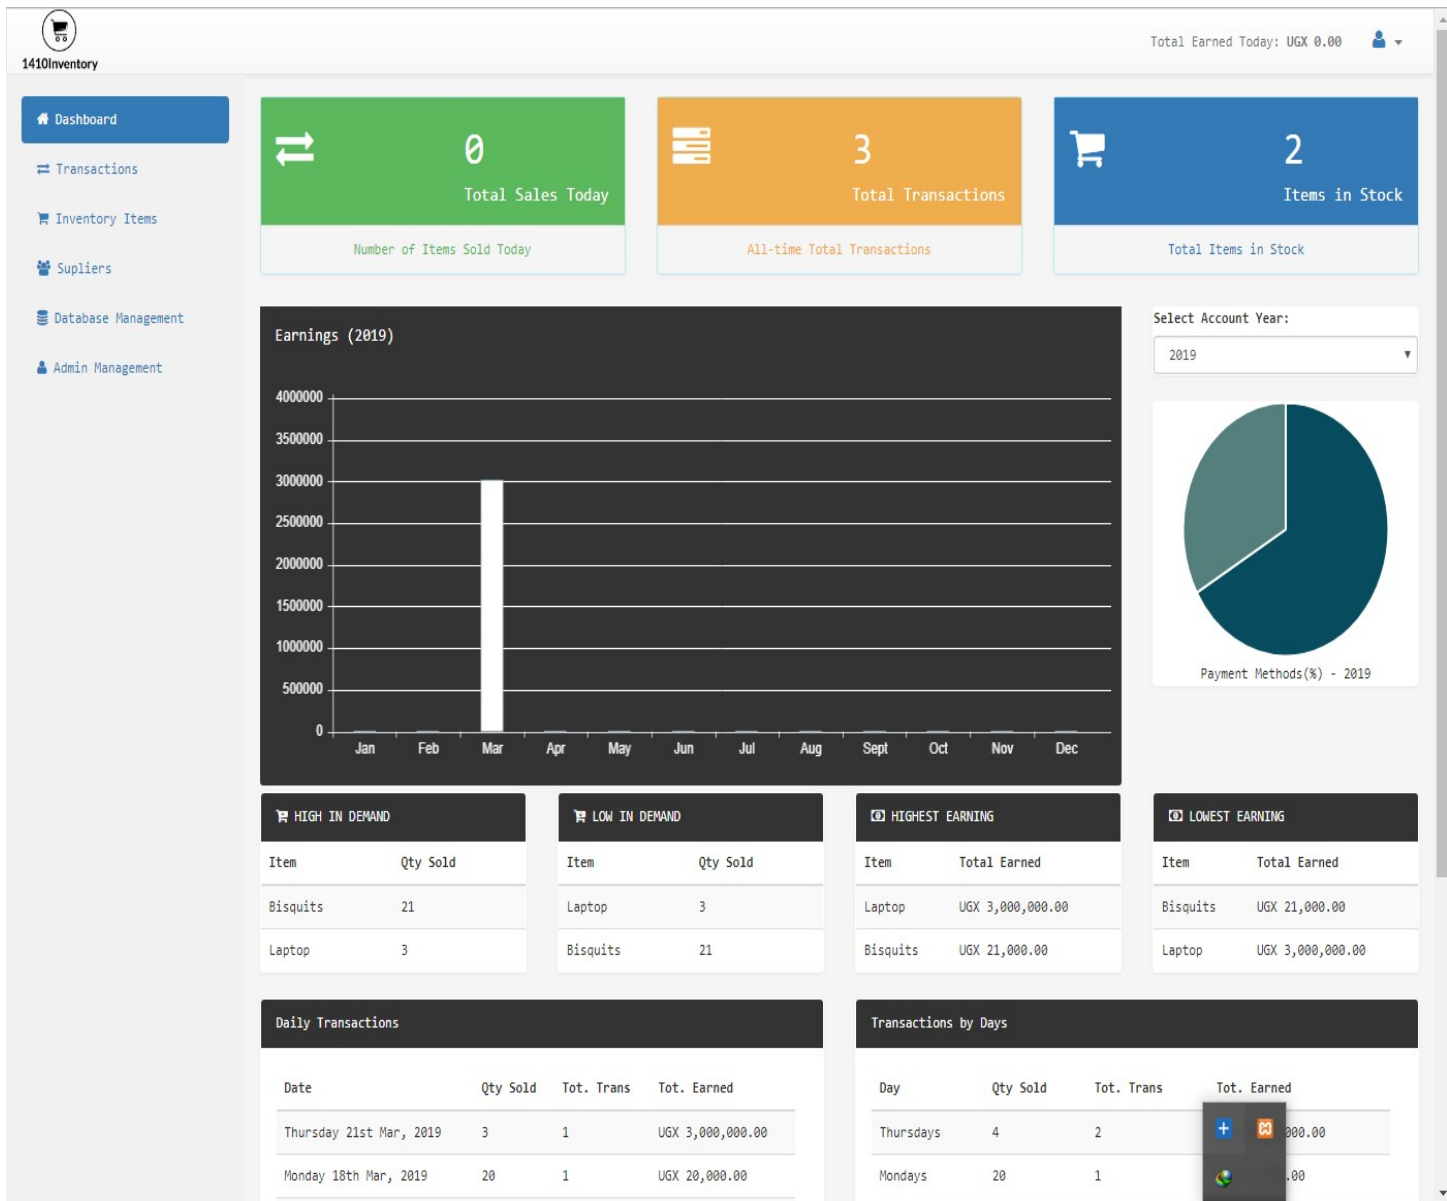 1410Inventory
Total Earned Today: UGX 0.00
Dashboard
Transactions
Inventory Items
Supliers
Database Management
Admin Management
0
Total Sales Today
Number of Items Sold Today
3
Total Transactions
All-time Total Transactions
2
Items in Stock
Total Items in Stock
Earnings (2019)
4000000
3500000
3000000
2500000
2000000
1500000
1000000
500000
0
Jan Feb Mar Apr May Jun Jul Aug Sept Oct Nov Dec
Select Account Year:
2019
Payment Methods(%) - 2019
HIGH IN DEMAND
Item Qty Sold
Bisquits 21
Laptop 3
LOW IN DEMAND
Item Qty Sold
Laptop 3
Bisquits 21
HIGHEST EARNING
Item Total Earned
Laptop UGX 3,000,000.00
Bisquits UGX 21,000.00
LOWEST EARNING
Item Total Earned
Bisquits UGX 21,000.00
Laptop UGX 3,000,000.00
Daily Transactions
Date Qty Sold Tot. Trans Tot. Earned
Thursday 21st Mar, 2019 3 1 UGX 3,000,000.00
Monday 18th Mar, 2019 20 1 UGX 20,000.00
Transactions by Days
Day Qty Sold Tot. Trans Tot. Earned
Thursdays 4 2 000.00
Mondays 20 1 .00